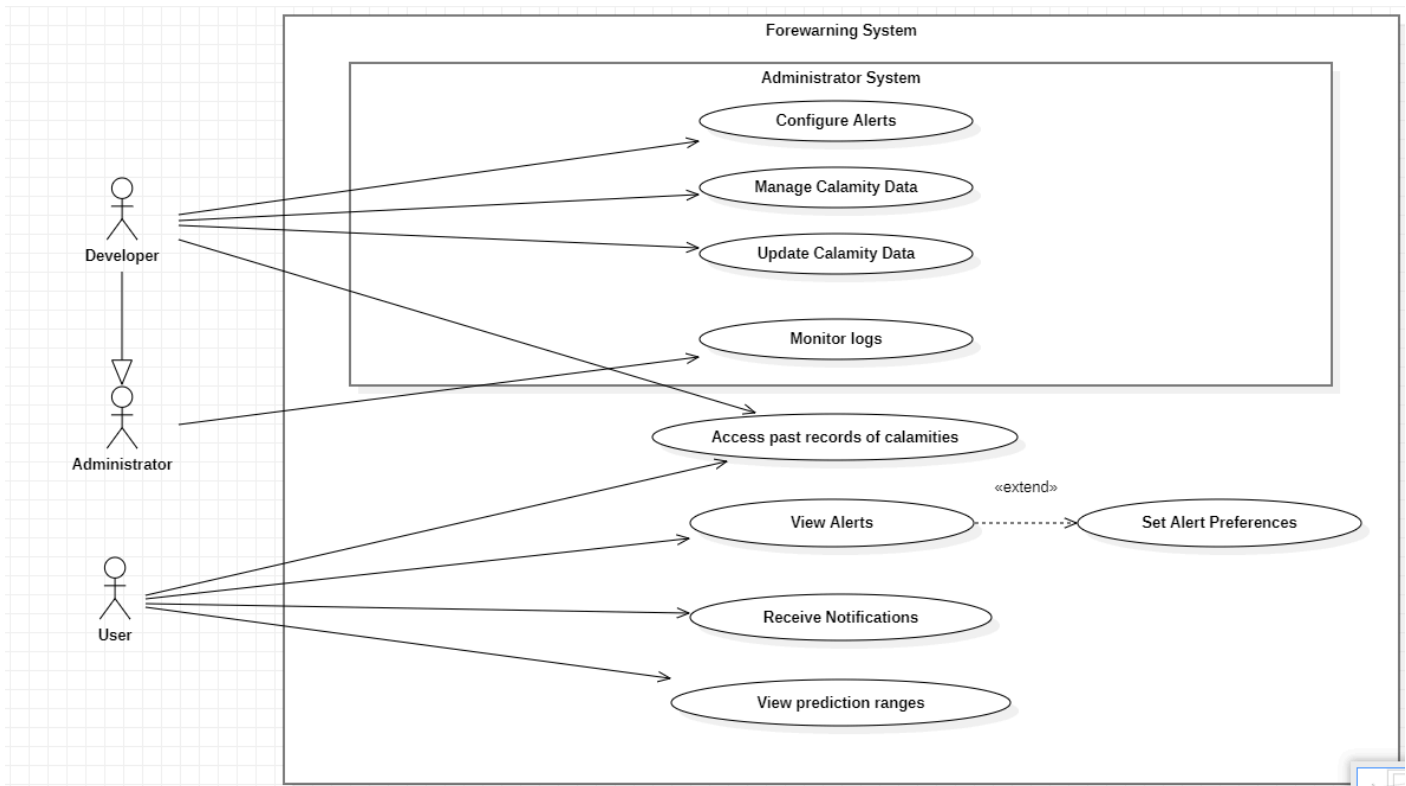 Forewarning System
Administrator System
Configure Alerts
Manage Calamity Data
Update Calamity Data
Developer
Monitor logs
Access past records of calamities
Administrator
«extend»
View Alerts
Set Alert Preferences
Receive Notifications
User
View prediction ranges